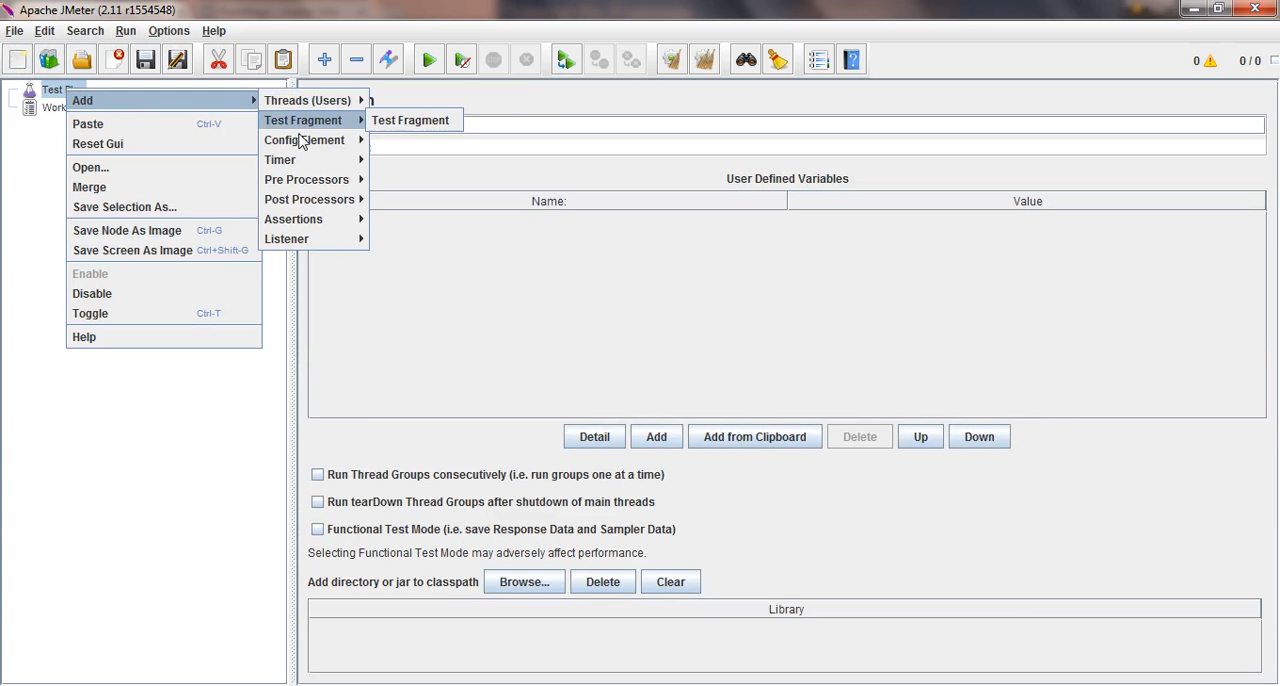 Apache JMeter (2.11 r1554548)
File Edit Search Run Options Help
0 0 / 0
Test
Work
Add
Paste Ctrl-V
Reset Gui
Open...
Merge
Save Selection As...
Save Node As Image Ctrl-G
Save Screen As Image Ctrl+Shift-G
Enable
Disable
Toggle Ctrl-T
Help
Threads (Users)
Test Fragment
Config Element
Timer
Pre Processors
Post Processors
Assertions
Listener
Test Fragment
User Defined Variables
Name: Value
Detail Add Add from Clipboard Delete Up Down
Run Thread Groups consecutively (i.e. run groups one at a time)
Run tearDown Thread Groups after shutdown of main threads
Functional Test Mode (i.e. save Response Data and Sampler Data)
Selecting Functional Test Mode may adversely affect performance.
Add directory or jar to classpath Browse... Delete Clear
Library